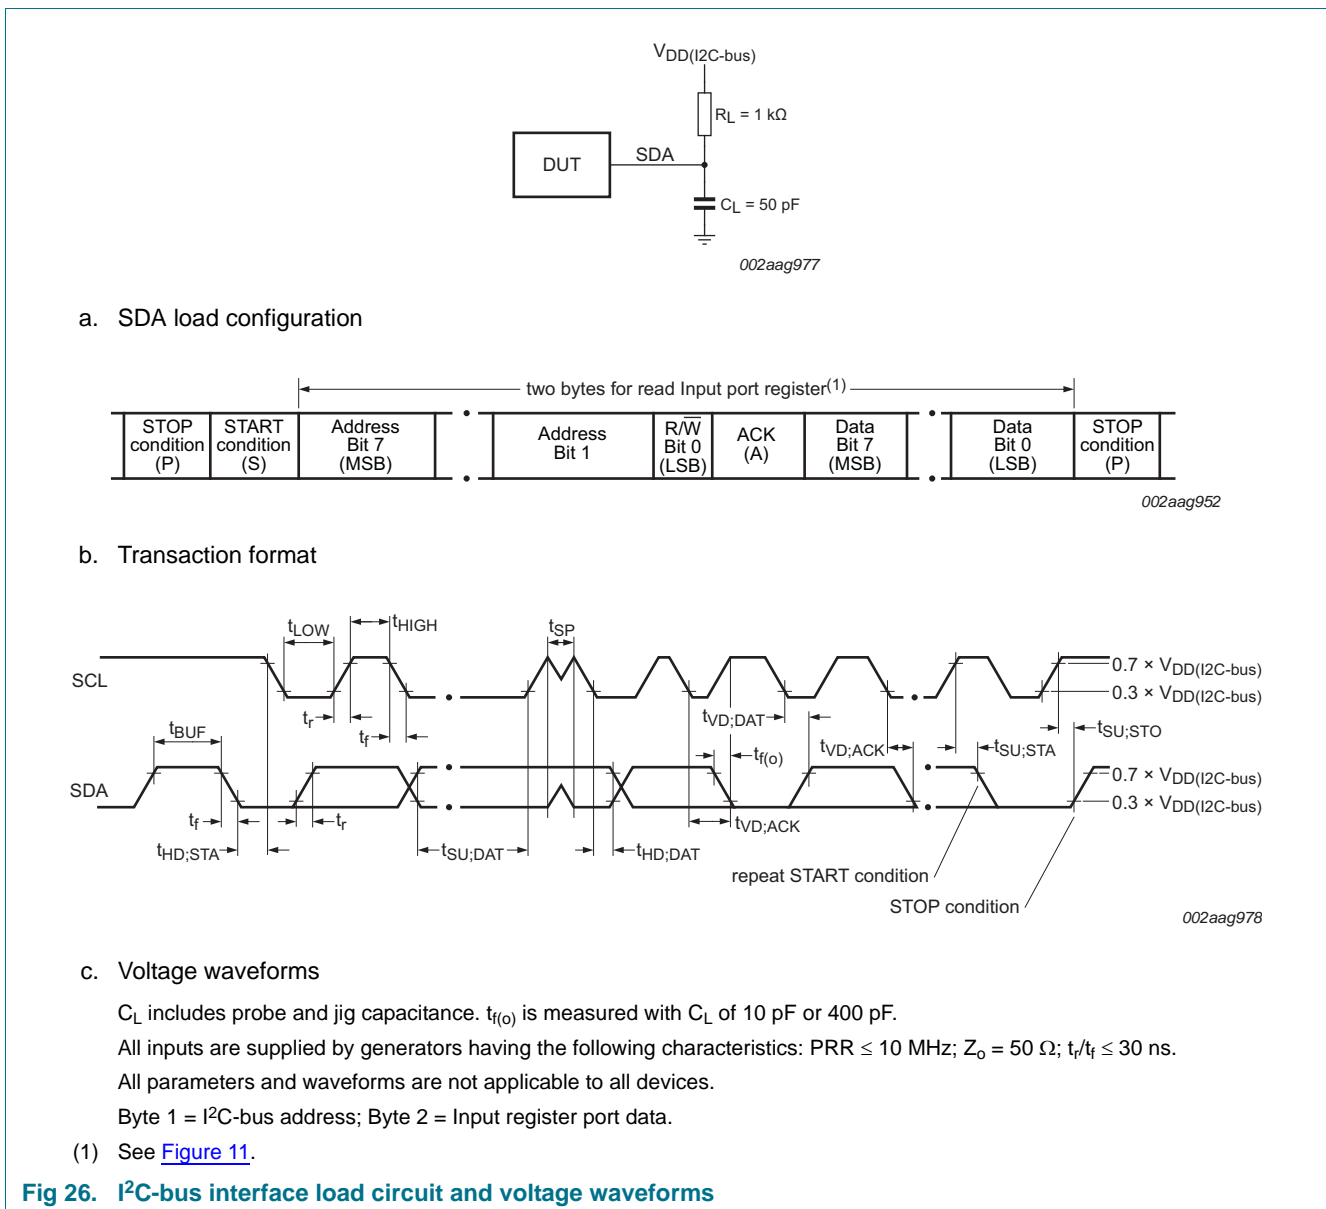 VDD(I2C-bus)
RL = 1 kΩ
DUT
SDA
CL = 50 pF
002aag977
a. SDA load configuration
two bytes for read Input port register(1)
STOP condition (P)
START condition (S)
Address Bit 7 (MSB)
Address Bit 1
R/W̅ Bit 0 (LSB)
ACK (A)
Data Bit 7 (MSB)
Data Bit 0 (LSB)
STOP condition (P)
002aag952
b. Transaction format
tLOW
tHIGH
tSP
SCL
0.7 × VDD(I2C-bus)
0.3 × VDD(I2C-bus)
tr
tf
tBUF
tVD;DAT
tf(o)
tVD;ACK
tSU;STA
tSU;STO
SDA
0.7 × VDD(I2C-bus)
0.3 × VDD(I2C-bus)
tf
tr
tVD;ACK
tHD;STA
tSU;DAT
tHD;DAT
repeat START condition
STOP condition
002aag978
c. Voltage waveforms
CL includes probe and jig capacitance. tf(o) is measured with CL of 10 pF or 400 pF.
All inputs are supplied by generators having the following characteristics: PRR ≤ 10 MHz; Zo = 50 Ω; tr/tf ≤ 30 ns.
All parameters and waveforms are not applicable to all devices.
Byte 1 = I2C-bus address; Byte 2 = Input register port data.
(1) See Figure 11.
Fig 26. I2C-bus interface load circuit and voltage waveforms